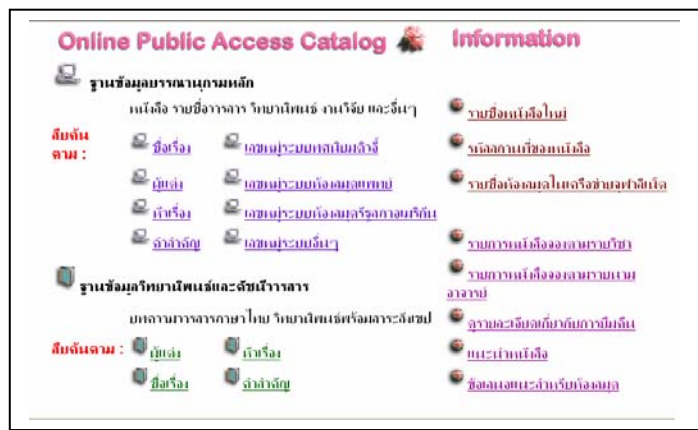 Online Public Access Catalog
ฐานข้อมูลบรรณานุกรมหลัก
หนังสือ รายชื่อวารสาร วิทยานิพนธ์ งานวิจัย และอื่นๆ
สืบค้น
ตาม :
ชื่อเรื่อง เลขหมู่ระบบทศนิยมดิวอี้
ผู้แต่ง เลขหมู่ระบบห้องสมุดแพทย์
หัวเรื่อง เลขหมู่ระบบห้องสมุดรัฐสภาอเมริกัน
คำสำคัญ เลขหมู่ระบบอื่นๆ
ฐานข้อมูลวิทยานิพนธ์และดัชนีวารสาร
บทความวารสารภาษาไทย วิทยานิพนธ์พร้อมสาระสังเขป
สืบค้นตาม : ผู้แต่ง หัวเรื่อง
ชื่อเรื่อง คำสำคัญ
Information
รายชื่อหนังสือใหม่
รหัสสถานที่ของหนังสือ
รายชื่อห้องสมุดในเครือข่ายจุฬาลิเน็ต
รายการหนังสือจองตามรายวิชา
รายการหนังสือจองตามรายนาม
อาจารย์
ดูรายละเอียดเกี่ยวกับการยืมคืน
แนะนำหนังสือ
ข้อเสนอแนะสำหรับห้องสมุด